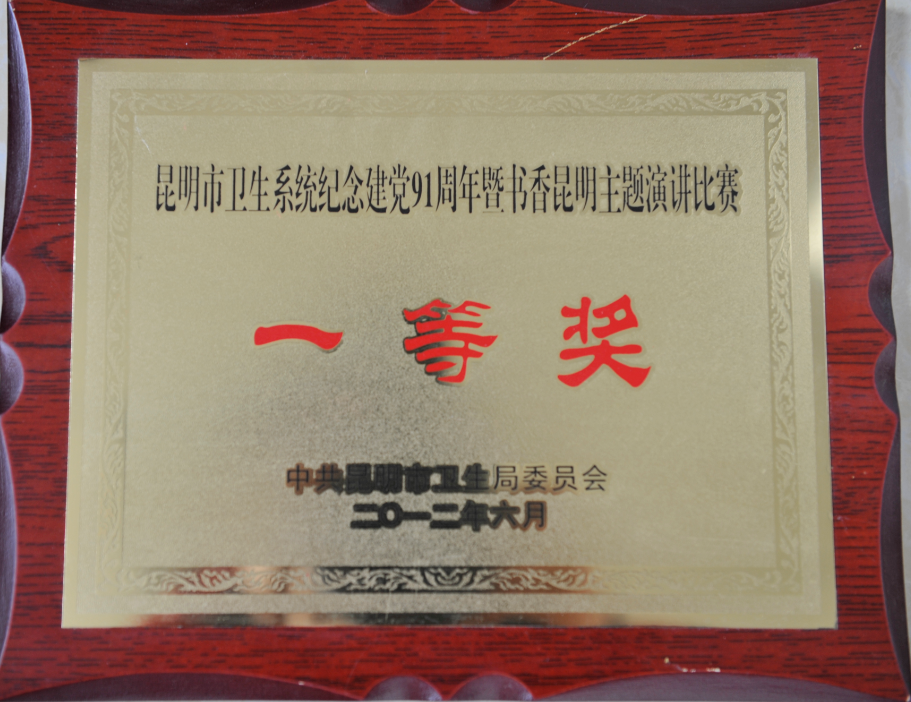 昆明市卫生系统纪念建党91周年暨书香昆明主题演讲比赛
一等奖
中共昆明市卫生局委员会
二〇一二年六月